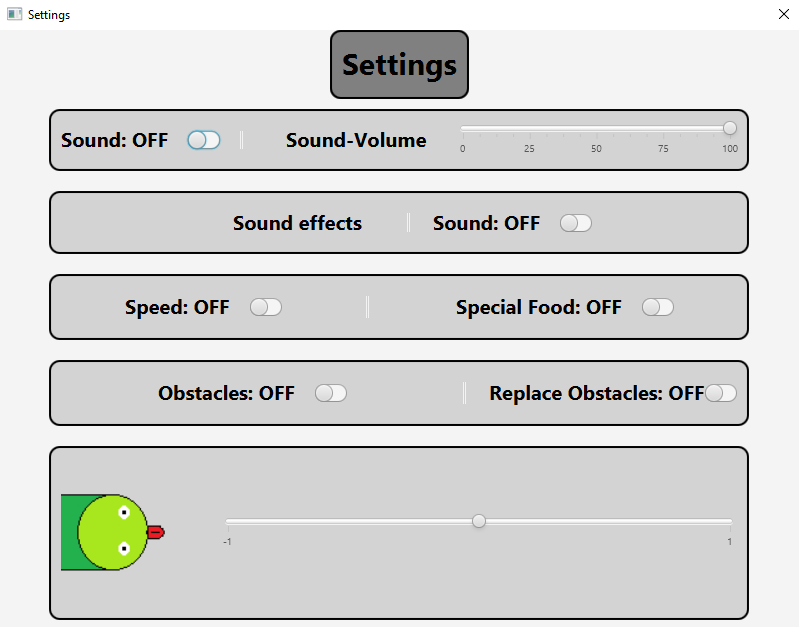 Settings
Settings
Sound: OFF Sound-Volume
0 25 50 75 100
Sound effects Sound: OFF
Speed: OFF Special Food: OFF
Obstacles: OFF Replace Obstacles: OFF
-1 1